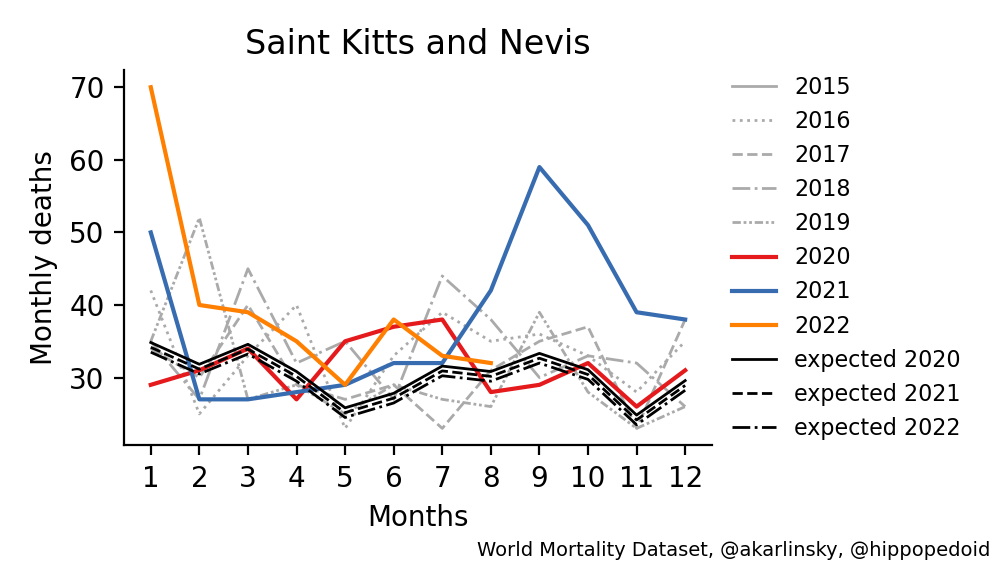 Saint Kitts and Nevis
Monthly deaths
70
60
50
40
30
1 2 3 4 5 6 7 8 9 10 11 12
Months
2015
2016
2017
2018
2019
2020
2021
2022
expected 2020
expected 2021
expected 2022
World Mortality Dataset, @akarlinsky, @hippopedoid